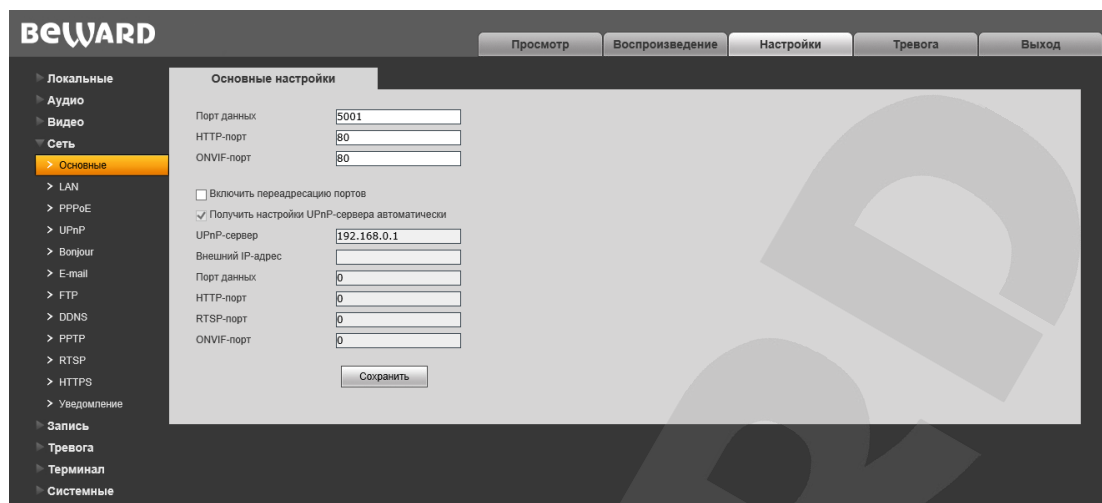 BEWARD
Просмотр
Воспроизведение
Настройки
Тревога
Выход
Локальные
Аудио
Видео
Сеть
Основные
LAN
PPPoE
UPnP
Bonjour
E-mail
FTP
DDNS
PPTP
RTSP
HTTPS
Уведомление
Запись
Тревога
Терминал
Системные
Основные настройки
Порт данных 5001
HTTP-порт 80
ONVIF-порт 80
Включить переадресацию портов
Получить настройки UPnP-сервера автоматически
UPnP-сервер 192.168.0.1
Внешний IP-адрес
Порт данных 0
HTTP-порт 0
RTSP-порт 0
ONVIF-порт 0
Сохранить
RD